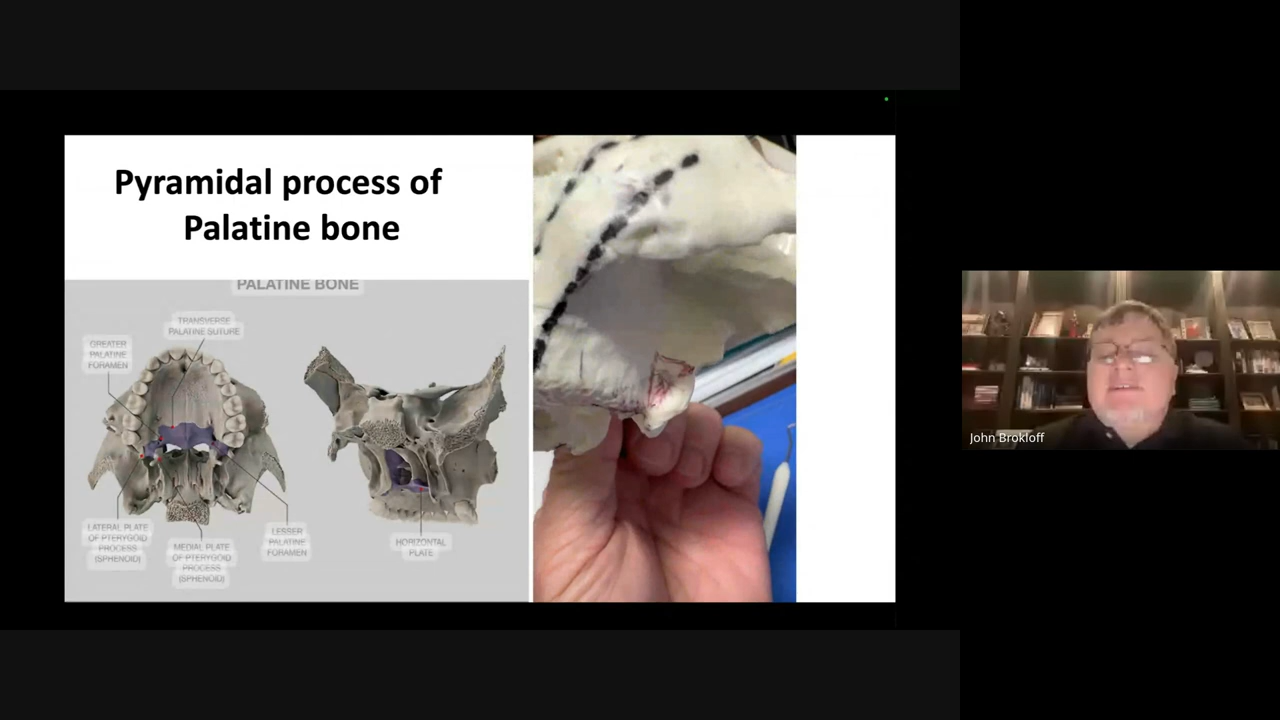 Pyramidal process of
Palatine bone
PALATINE BONE
TRANSVERSE
PALATINE SUTURE
GREATER
PALATINE
FORAMEN
LATERAL PLATE
OF PTERYGOID
PROCESS
(SPHENOID)
MEDIAL PLATE
OF PTERYGOID
PROCESS
(SPHENOID)
LESSER
PALATINE
FORAMEN
HORIZONTAL
PLATE
John Brokloff